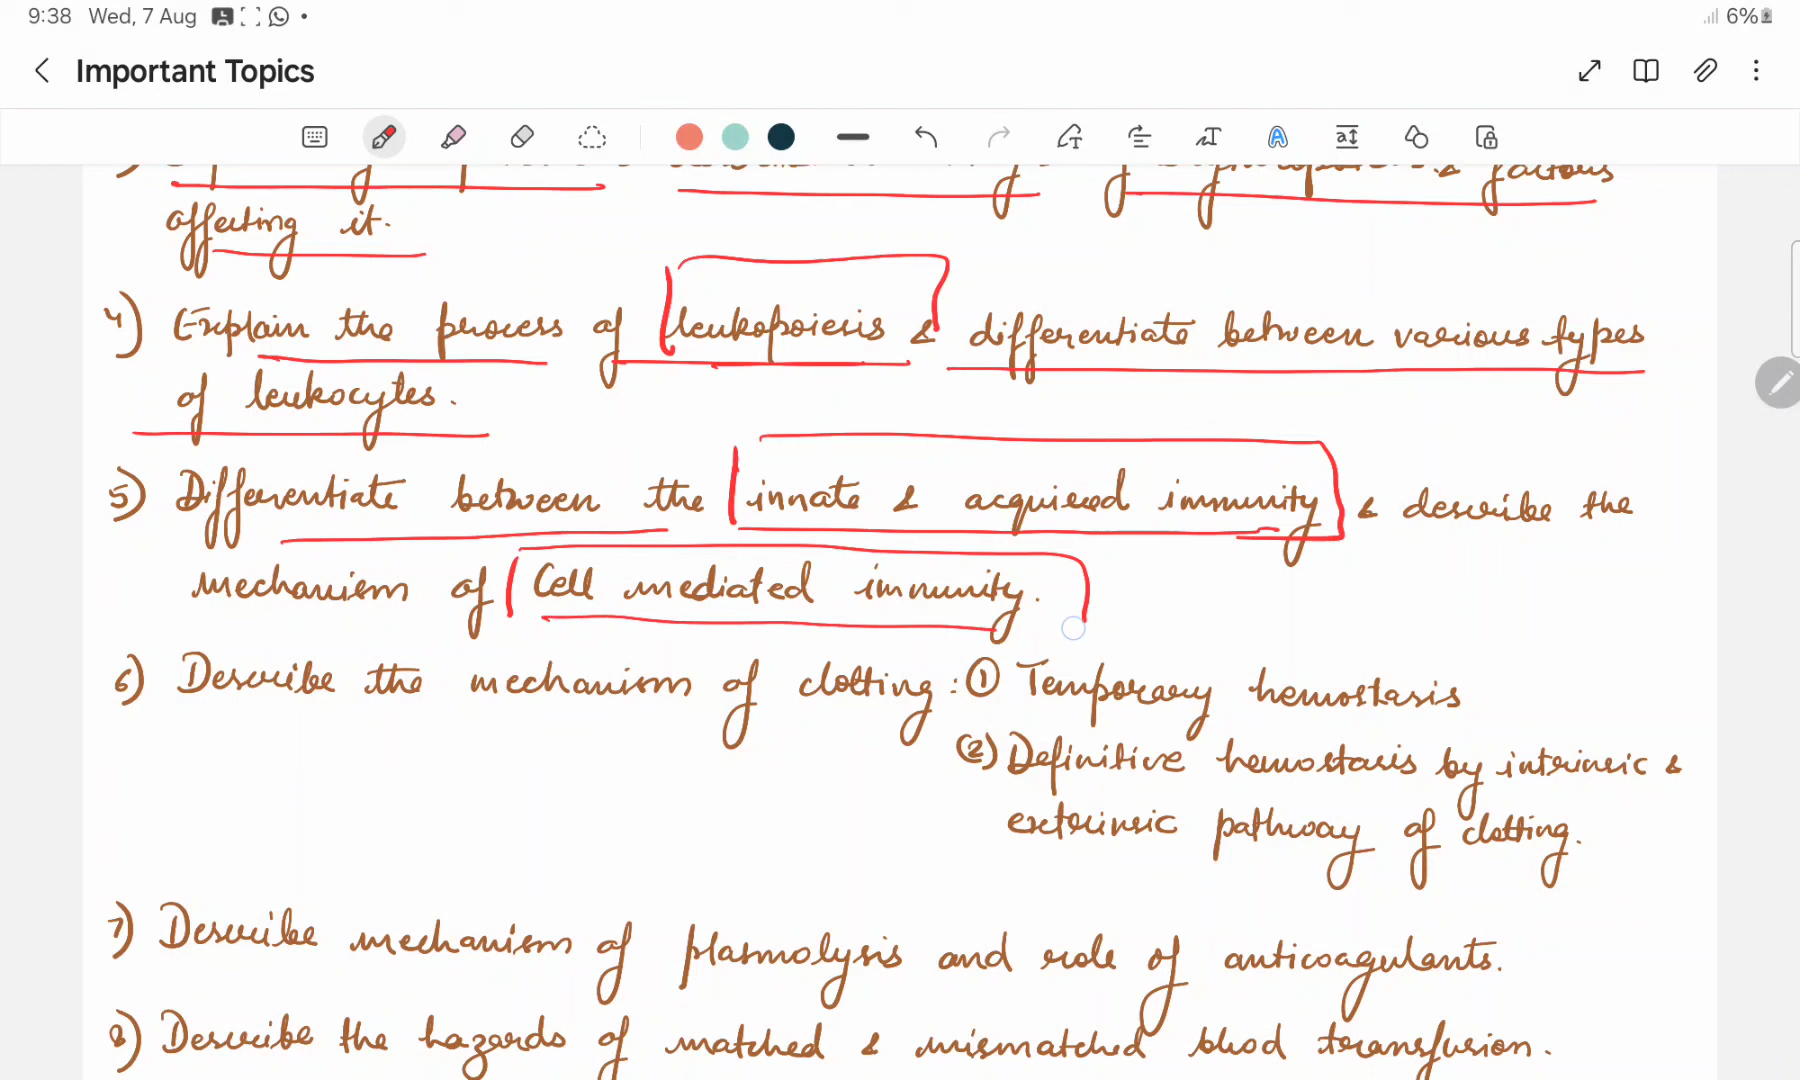 9:38 Wed, 7 Aug 6%
Important Topics
factors
affecting it.
4) Explain the process of leukopoiesis & differentiate between various types
of leukocytes.
5) Differentiate between the innate & acquired immunity & describe the
mechanism of Cell mediated immunity.
6) Describe the mechanism of clotting: ① Temporary hemostasis
(2) Definitive hemostasis by intrinsic &
extrinsic pathway of clotting.
7) Describe mechanism of plasmolysis and role of anticoagulants.
8) Describe the hazards of matched & mismatched blood transfusion.